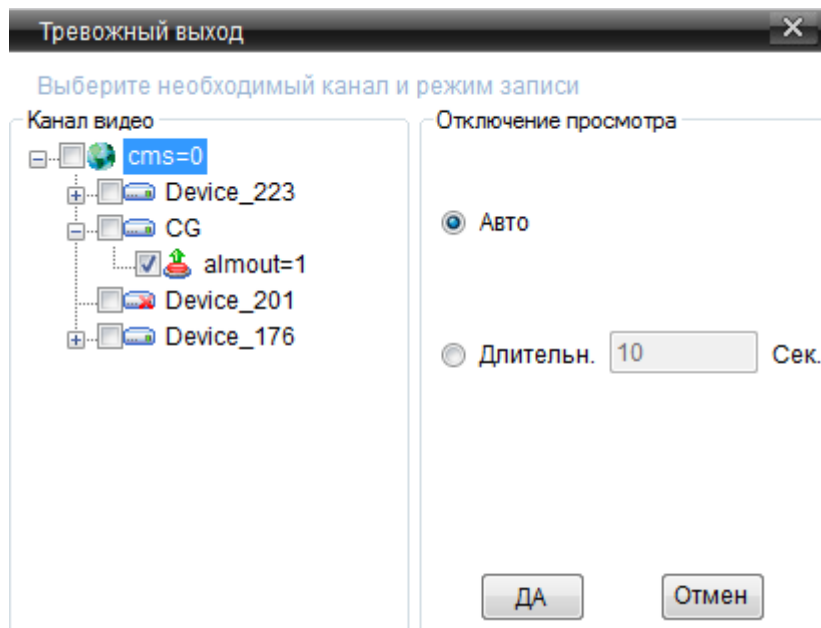 Тревожный выход
Выберите необходимый канал и режим записи
Канал видео
cms=0
Device_223
CG
almout=1
Device_201
Device_176
Отключение просмотра
Авто
Длительн. 10 Сек.
ДА Отмен